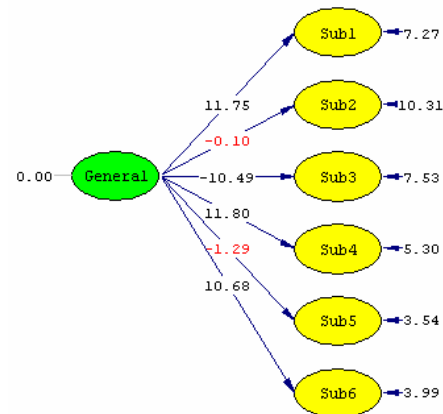 Sub1
7.27
11.75
Sub2
10.31
-0.10
0.00
General
10.49
Sub3
7.53
11.80
Sub4
5.30
-1.29
10.68
Sub5
3.54
Sub6
3.99